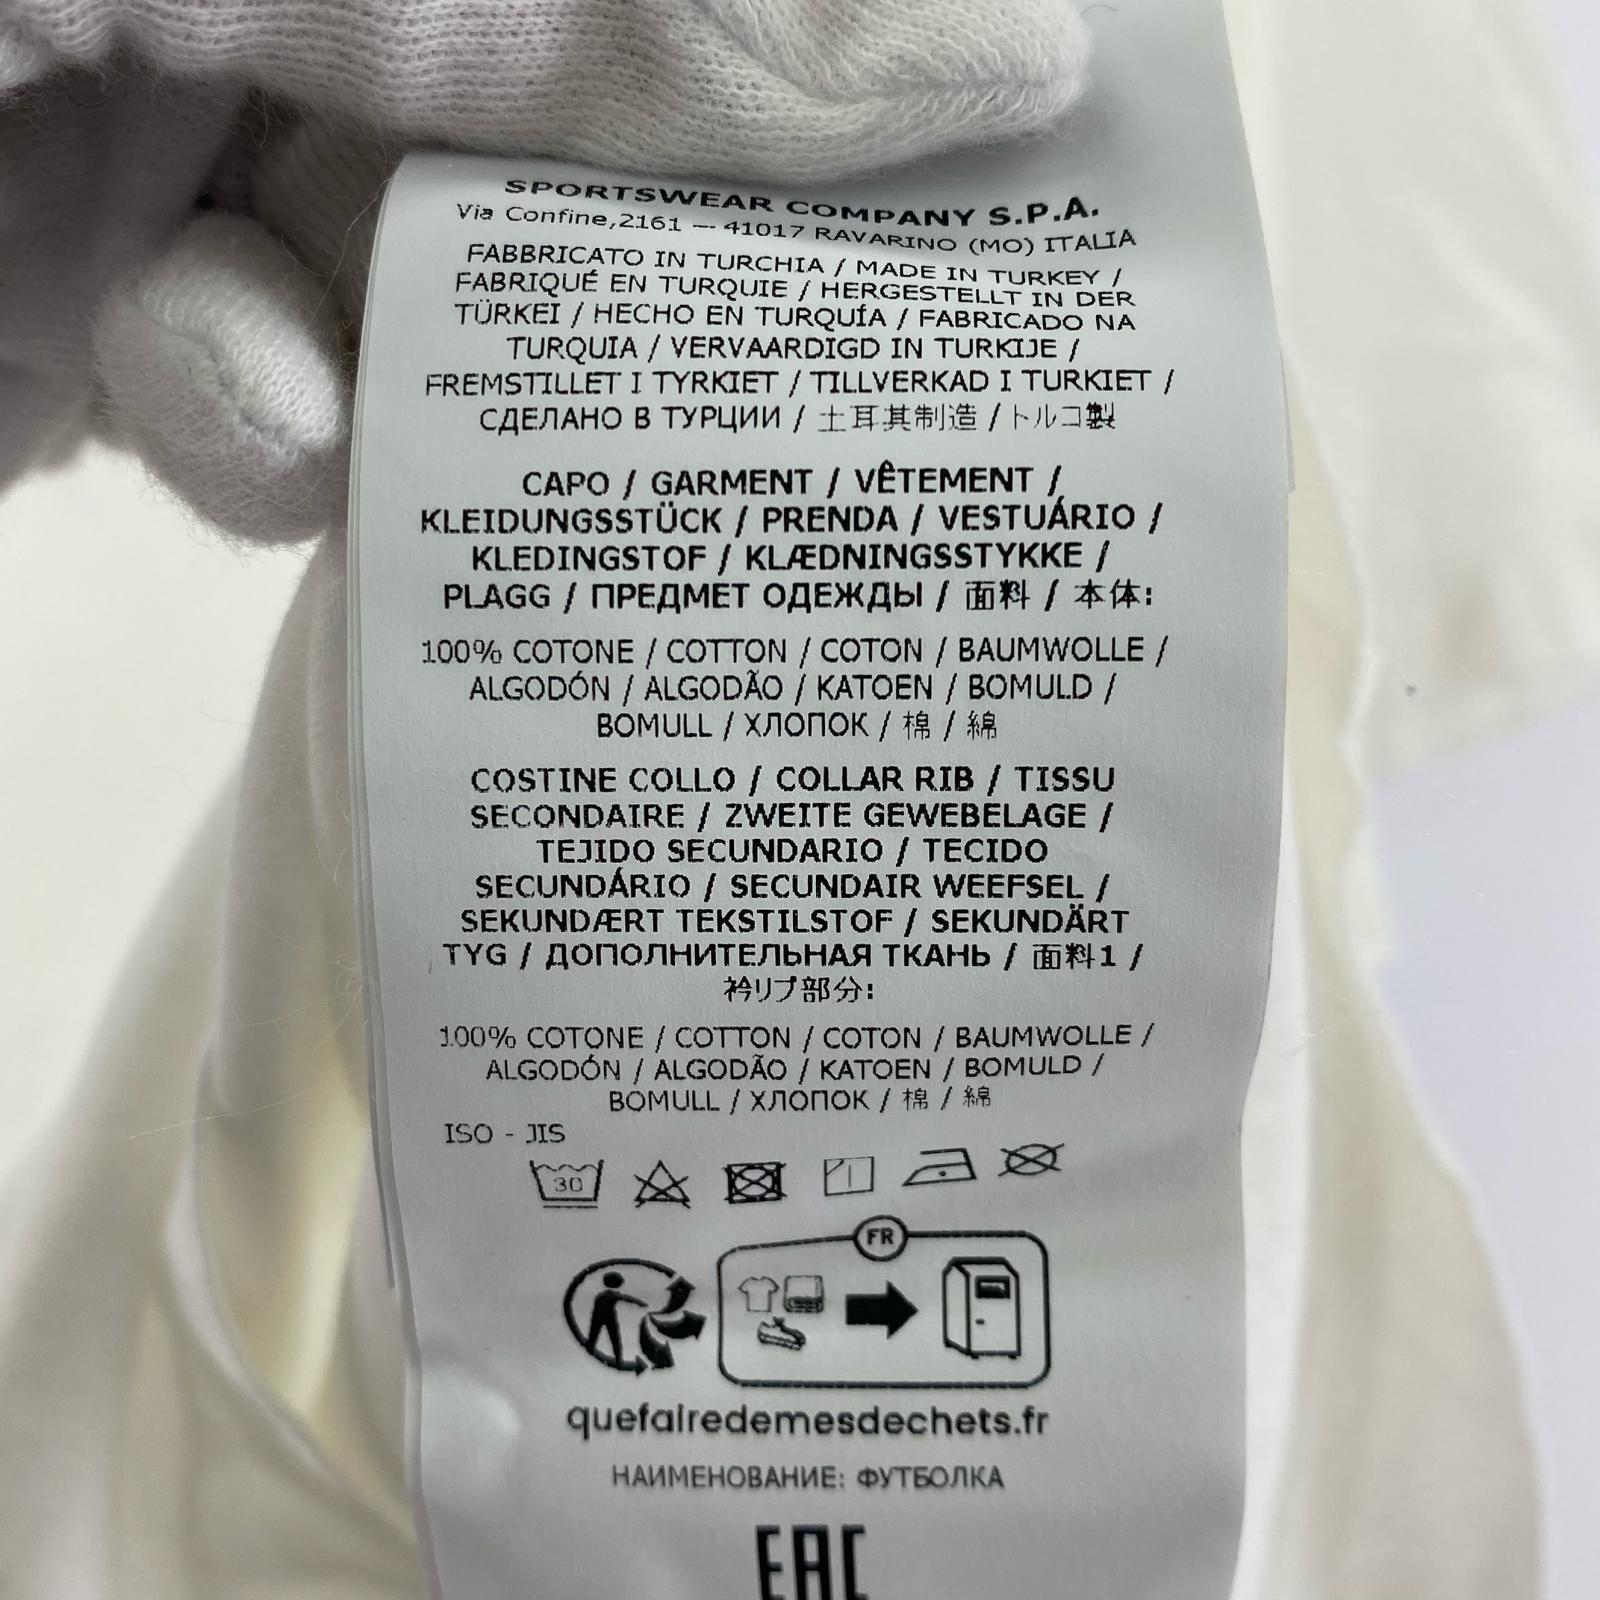 SPORTSWEAR COMPANY S.P.A.
Via Confine,2161 — 41017 RAVARINO (MO) ITALIA
FABBRICATO IN TURCHIA / MADE IN TURKEY /
FABRIQUÉ EN TURQUIE / HERGESTELLT IN DER
TÜRKEI / HECHO EN TURQUÍA / FABRICADO NA
TURQUIA / VERVAARDIGD IN TURKIJE /
FREMSTILLET I TYRKIET / TILLVERKAD I TURKIET /
СДЕЛАНО В ТУРЦИИ / 土耳其制造 / トルコ製
CAPO / GARMENT / VÊTEMENT /
KLEIDUNGSSTÜCK / PRENDA / VESTUÁRIO /
KLEDINGSTOF / KLÆDNINGSSTYKKE /
PLAGG / ПРЕДМЕТ ОДЕЖДЫ / 面料 / 本体:
100% COTONE / COTTON / COTON / BAUMWOLLE /
ALGODÓN / ALGODÃO / KATOEN / BOMULD /
BOMULL / ХЛОПОК / 棉 / 綿
COSTINE COLLO / COLLAR RIB / TISSU
SECONDAIRE / ZWEITE GEWEBELAGE /
TEJIDO SECUNDARIO / TECIDO
SECUNDÁRIO / SECUNDAIR WEEFSEL /
SEKUNDÆRT TEKSTILSTOF / SEKUNDÄRT
TYG / ДОПОЛНИТЕЛЬНАЯ ТКАНЬ / 面料1 /
衿リブ部分:
100% COTONE / COTTON / COTON / BAUMWOLLE /
ALGODÓN / ALGODÃO / KATOEN / BOMULD /
BOMULL / ХЛОПОК / 棉 / 綿
ISO - JIS
30
FR
quefairedemesdechets.fr
НАИМЕНОВАНИЕ: ФУТБОЛКА
EAC